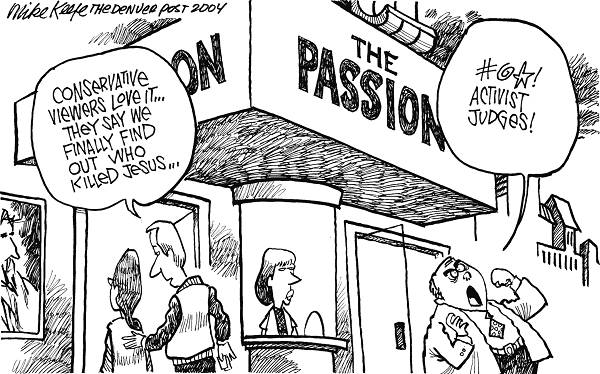 Mike Keefe THE DENVER POST 2004
CONSERVATIVE
VIEWERS LOVE IT...
THEY SAY WE
FINALLY FIND
OUT WHO
KILLED JESUS...
ON
THE
PASSION
#@☆!
ACTIVIST
JUDGES!